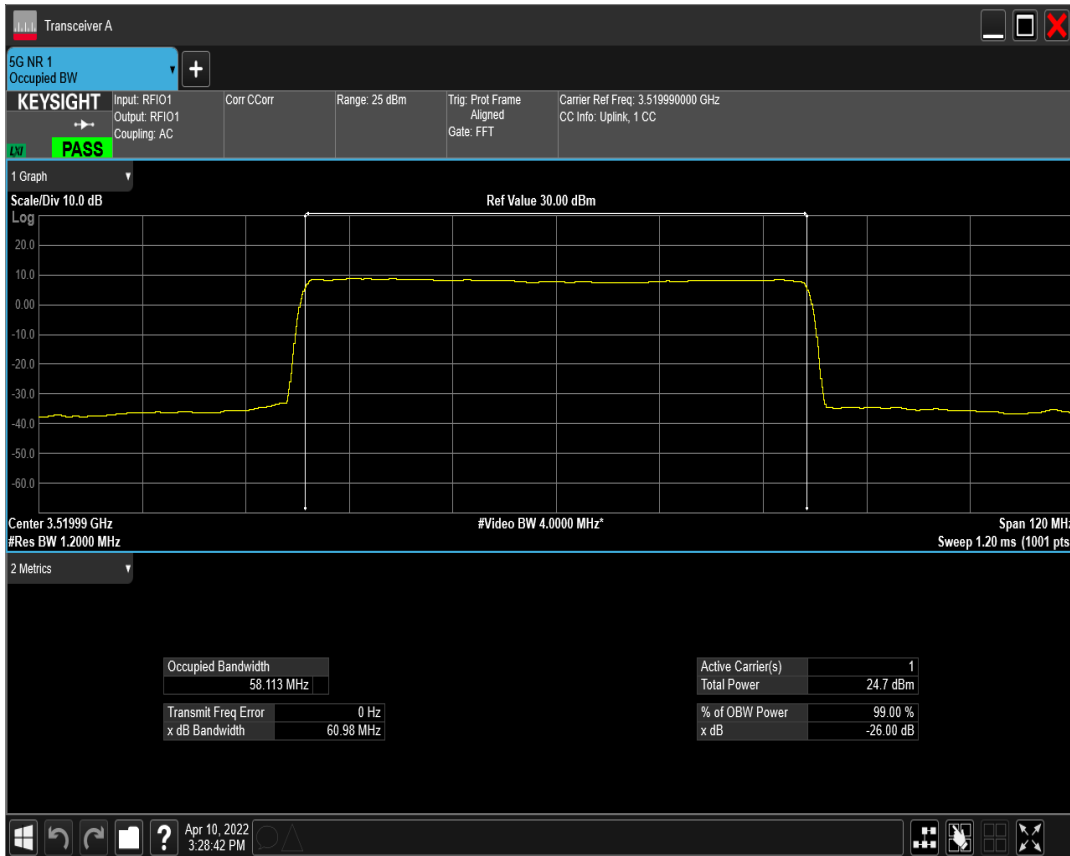 Transceiver A
5G NR 1
Occupied BW
+
KEYSIGHT
LXI
PASS
Input: RFIO1
Output: RFIO1
Coupling: AC
Corr CCorr
Range: 25 dBm
Trig: Prot Frame
Aligned
Gate: FFT
Carrier Ref Freq: 3.519990000 GHz
CC Info: Uplink, 1 CC
1 Graph
Scale/Div 10.0 dB
Ref Value 30.00 dBm
Log
20.0
10.0
0.00
-10.0
-20.0
-30.0
-40.0
-50.0
-60.0
Center 3.51999 GHz
#Video BW 4.0000 MHz*
Span 120 MHz
#Res BW 1.2000 MHz
Sweep 1.20 ms (1001 pts
2 Metrics
Occupied Bandwidth
58.113 MHz
Transmit Freq Error 0 Hz
x dB Bandwidth 60.98 MHz
Active Carrier(s) 1
Total Power 24.7 dBm
% of OBW Power 99.00 %
x dB -26.00 dB
?
Apr 10, 2022
3:28:42 PM